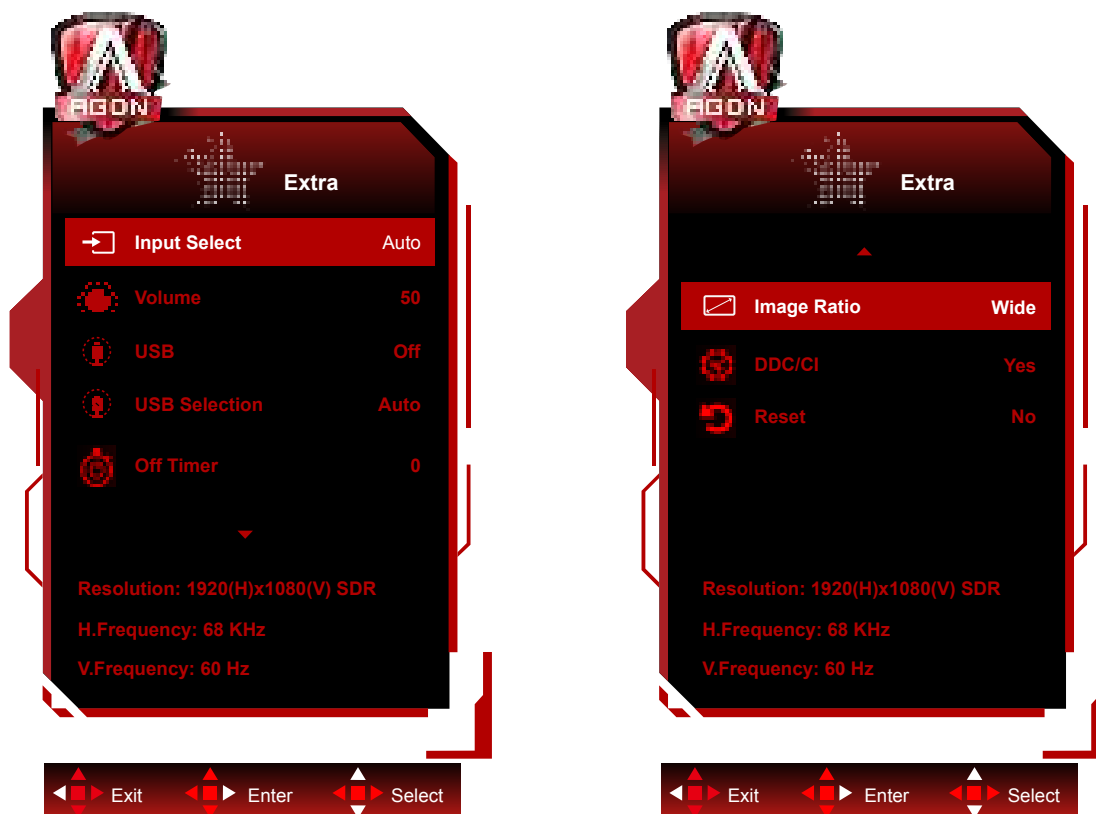 AGON
Extra
Input Select Auto
Volume 50
USB Off
USB Selection Auto
Off Timer 0
Resolution: 1920(H)x1080(V) SDR
H.Frequency: 68 KHz
V.Frequency: 60 Hz
Exit Enter Select
AGON
Extra
Image Ratio Wide
DDC/CI Yes
Reset No
Resolution: 1920(H)x1080(V) SDR
H.Frequency: 68 KHz
V.Frequency: 60 Hz
Exit Enter Select